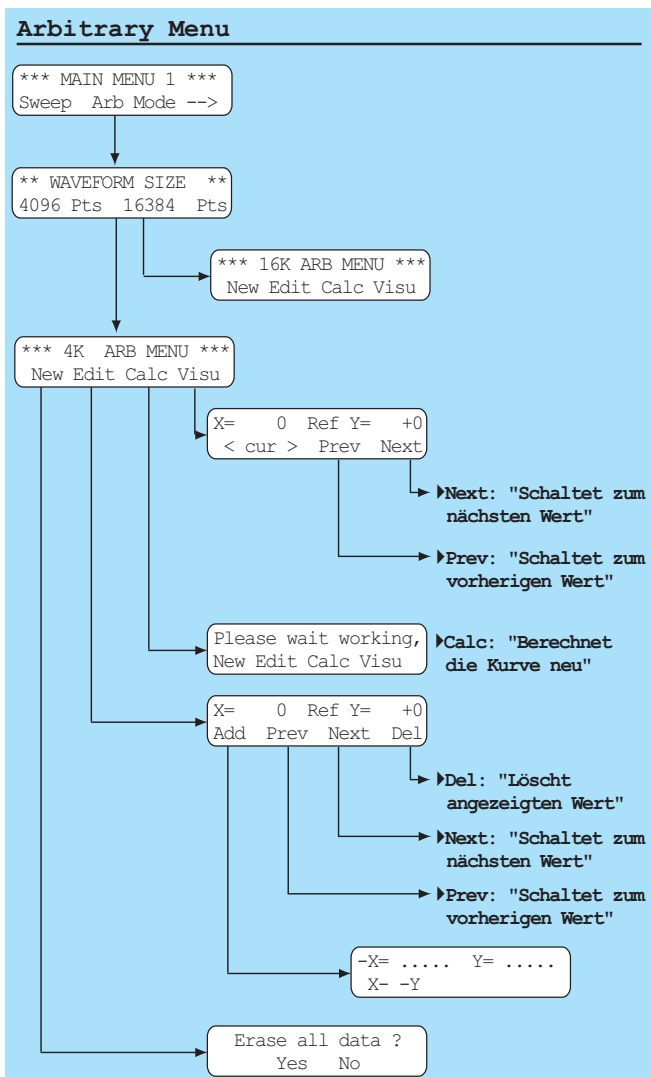 Arbitrary Menu
*** MAIN MENU 1 ***
Sweep Arb Mode -->
** WAVEFORM SIZE **
4096 Pts 16384 Pts
*** 16K ARB MENU ***
New Edit Calc Visu
*** 4K ARB MENU ***
New Edit Calc Visu
X= 0 Ref Y= +0
< cur > Prev Next
Next: "Schaltet zum
nächsten Wert"
Prev: "Schaltet zum
vorherigen Wert"
Please wait working,
New Edit Calc Visu
Calc: "Berechnet
die Kurve neu"
X= 0 Ref Y= +0
Add Prev Next Del
Del: "Löscht
angezeigten Wert"
Next: "Schaltet zum
nächsten Wert"
Prev: "Schaltet zum
vorherigen Wert"
-X= ..... Y= .....
X- -Y
Erase all data ?
Yes No